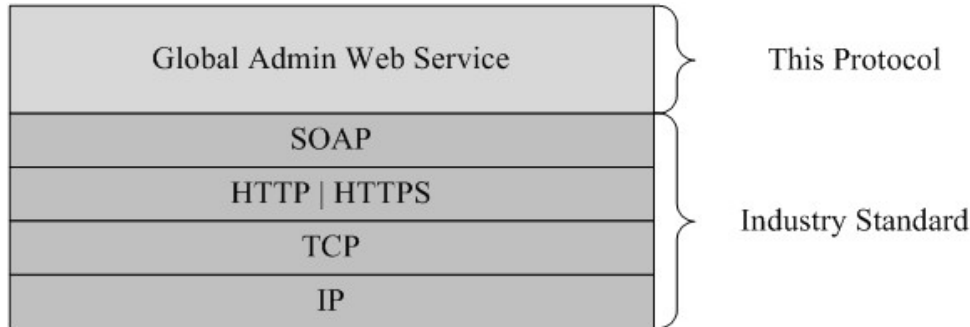 Global Admin Web Service
This Protocol
SOAP
HTTP | HTTPS
TCP
IP
Industry Standard